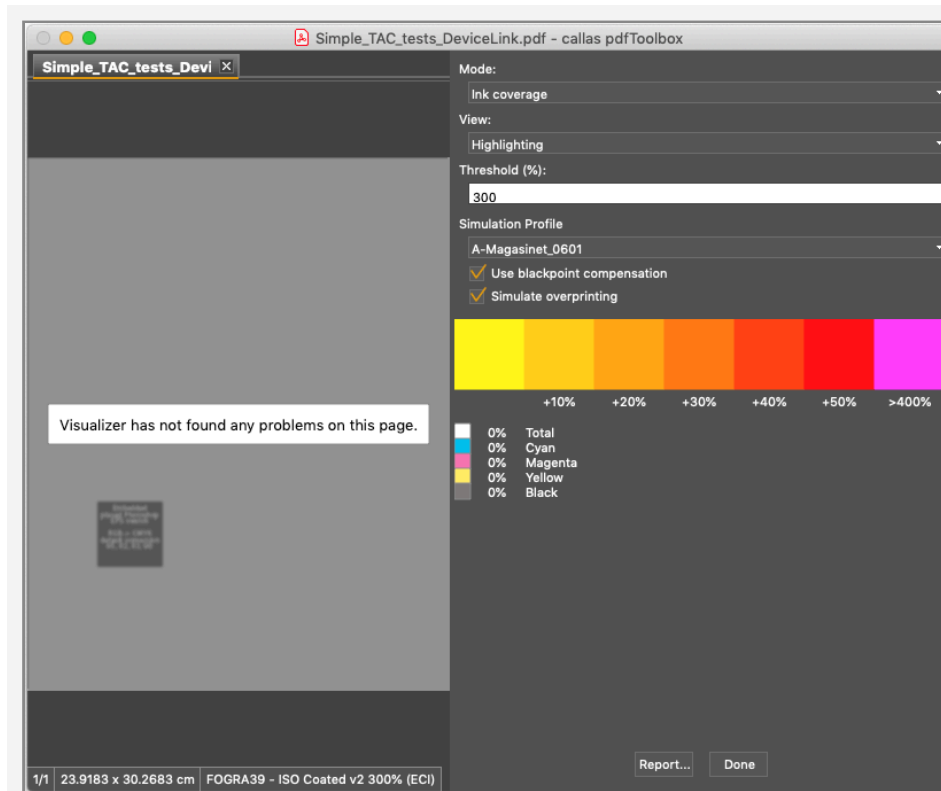 Simple_TAC_tests_DeviceLink.pdf - callas pdfToolbox
Simple_TAC_tests_Devi
Mode:
Ink coverage
View:
Highlighting
Threshold (%):
300
Simulation Profile
A-Magasinet_0601
Use blackpoint compensation
Simulate overprinting
+10% +20% +30% +40% +50% >400%
Visualizer has not found any problems on this page.
0% Total
0% Cyan
0% Magenta
0% Yellow
0% Black
Report... Done
1/1 23.9183 x 30.2683 cm FOGRA39 - ISO Coated v2 300% (ECI)